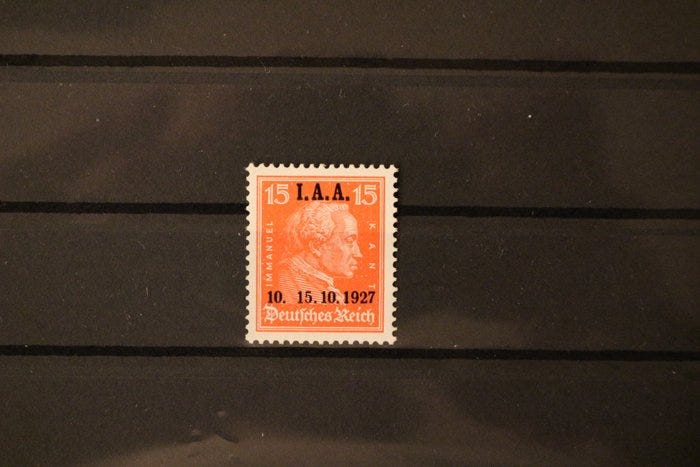 15 I.A.A. 15
IMMANUEL
KANT
10. 15.10.1927
Deutsches Reich